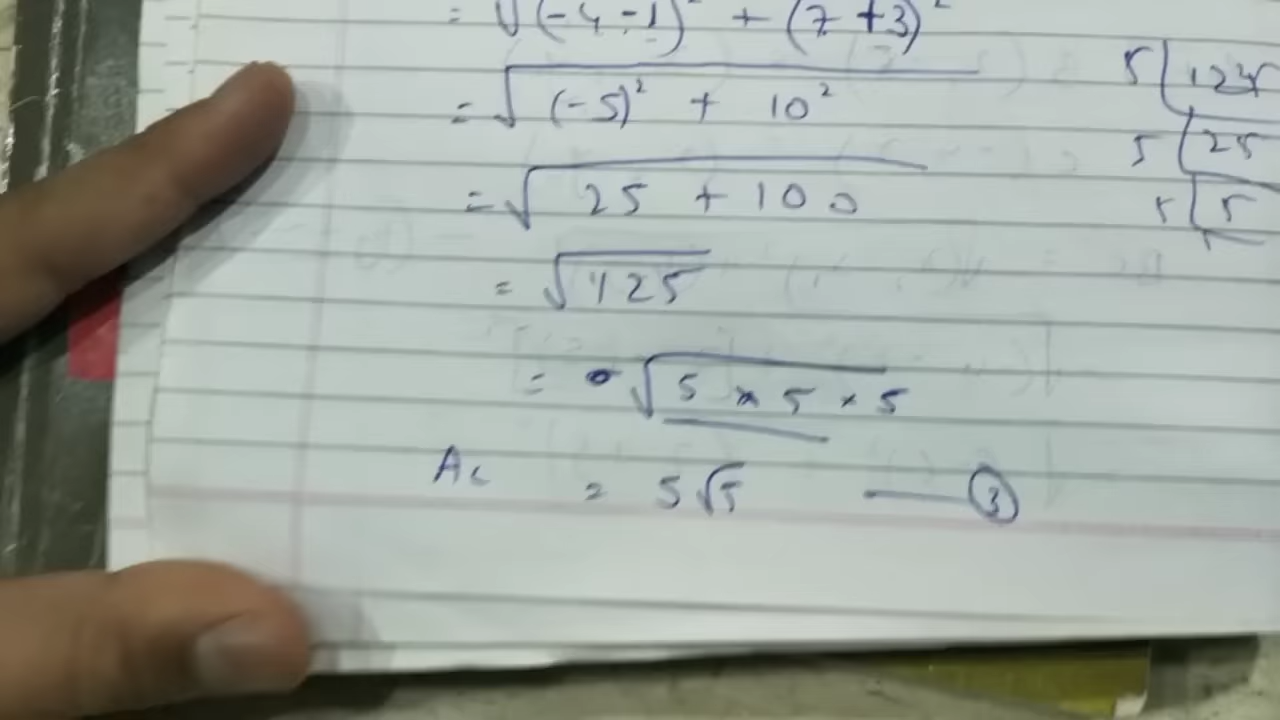 = √(-4-1)² + (7+3)²
= √(-5)² + 10²
= √25 + 100
= √125
= √5 × 5 × 5
AC = 5√5 — ③
5 | 125
5 | 25
5 | 5